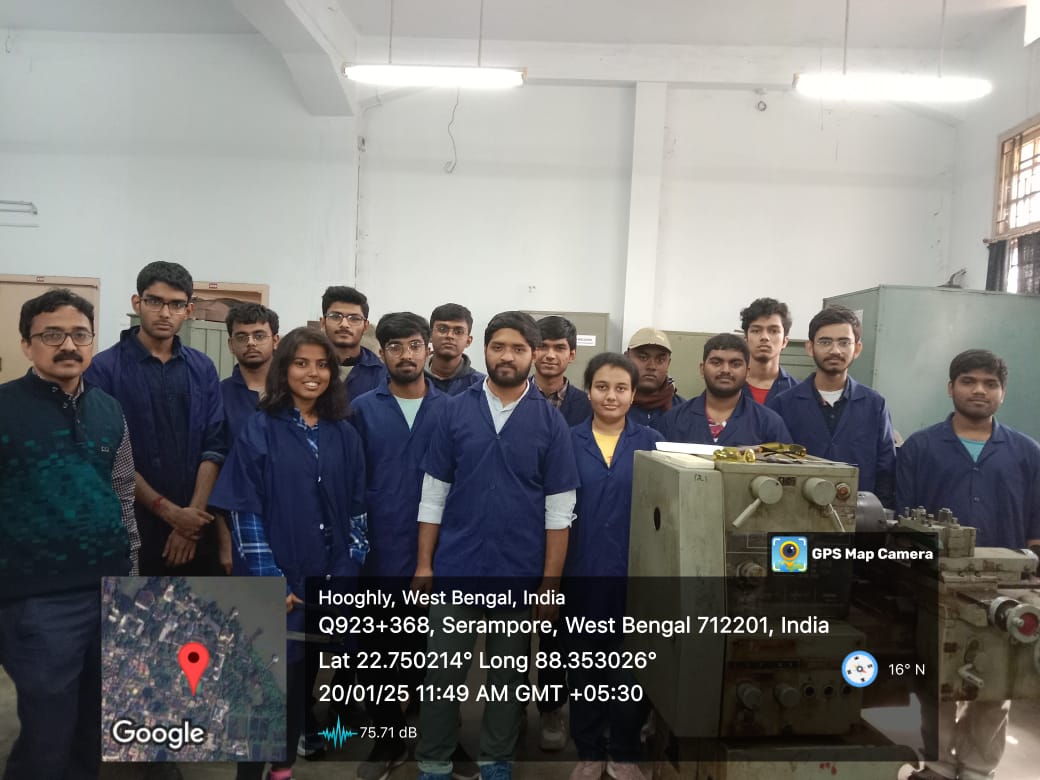 GPS Map Camera
Hooghly, West Bengal, India
Q923+368, Serampore, West Bengal 712201, India
Lat 22.750214° Long 88.353026°
20/01/25 11:49 AM GMT +05:30
16° N
75.71 dB
Google